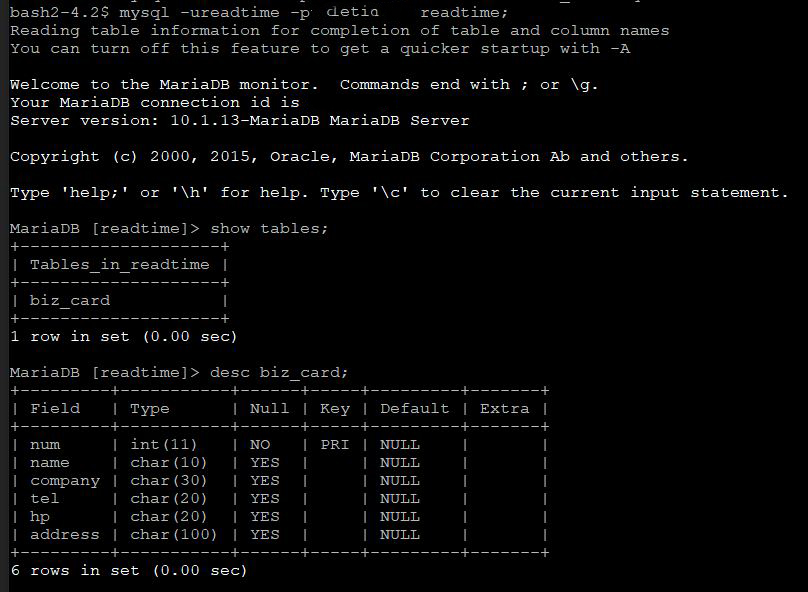 bash2-4.2$ mysql -ureadtime -p readtime;
Reading table information for completion of table and column names
You can turn off this feature to get a quicker startup with -A
Welcome to the MariaDB monitor.  Commands end with ; or \g.
Your MariaDB connection id is
Server version: 10.1.13-MariaDB MariaDB Server
Copyright (c) 2000, 2015, Oracle, MariaDB Corporation Ab and others.
Type 'help;' or '\h' for help. Type '\c' to clear the current input statement.
MariaDB [readtime]> show tables;
+--------------------+
| Tables_in_readtime |
+--------------------+
| biz_card           |
+--------------------+
1 row in set (0.00 sec)
MariaDB [readtime]> desc biz_card;
+---------+-----------+------+-----+---------+-------+
| Field   | Type      | Null | Key | Default | Extra |
+---------+-----------+------+-----+---------+-------+
| num     | int(11)   | NO   | PRI | NULL    |       |
| name    | char(10)  | YES  |     | NULL    |       |
| company | char(30)  | YES  |     | NULL    |       |
| tel     | char(20)  | YES  |     | NULL    |       |
| hp      | char(20)  | YES  |     | NULL    |       |
| address | char(100) | YES  |     | NULL    |       |
+---------+-----------+------+-----+---------+-------+
6 rows in set (0.00 sec)